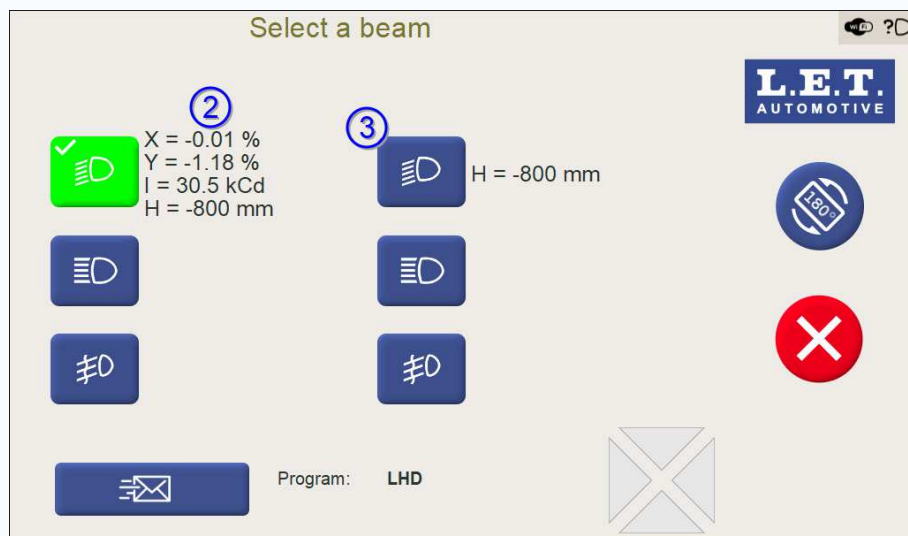 Select a beam
WiFi ?
L.E.T.
AUTOMOTIVE
2
X = -0.01 %
Y = -1.18 %
I = 30.5 kCd
H = -800 mm
3
H = -800 mm
180°
Program: LHD